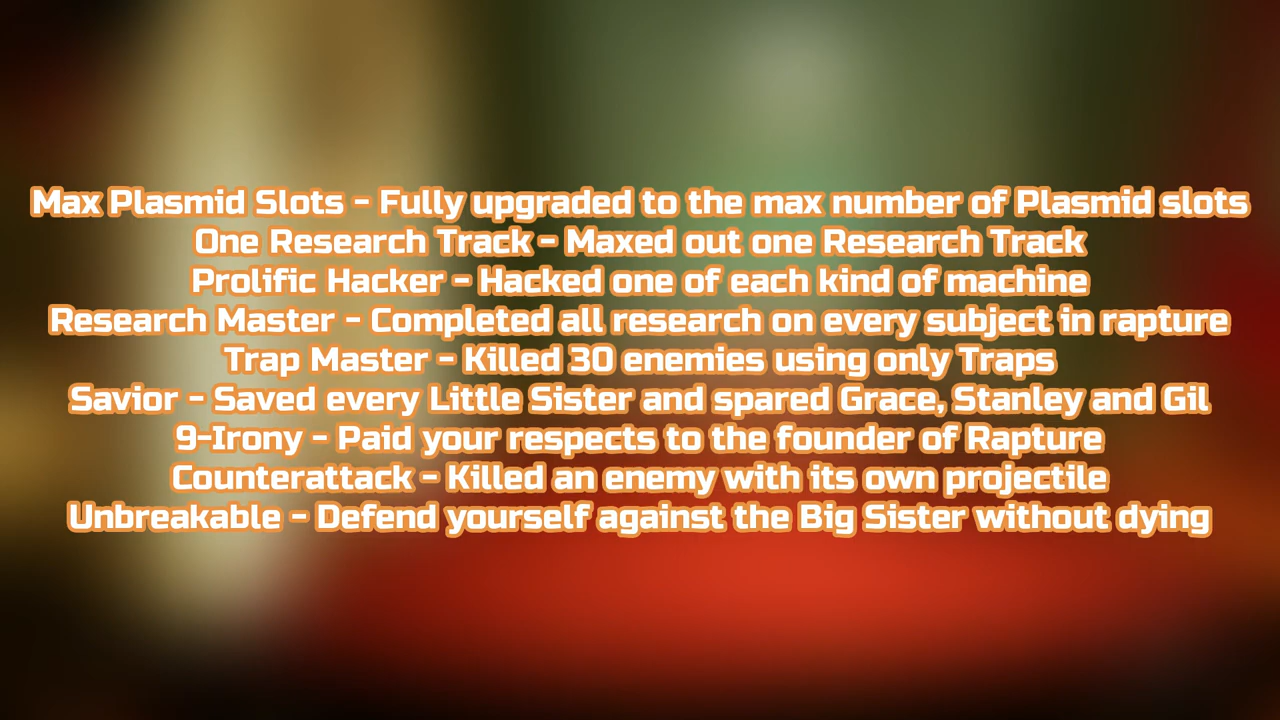 Max Plasmid Slots - Fully upgraded to the max number of Plasmid slots
One Research Track - Maxed out one Research Track
Prolific Hacker - Hacked one of each kind of machine
Research Master - Completed all research on every subject in rapture
Trap Master - Killed 30 enemies using only Traps
Savior - Saved every Little Sister and spared Grace, Stanley and Gil
9-Irony - Paid your respects to the founder of Rapture
Counterattack - Killed an enemy with its own projectile
Unbreakable - Defend yourself against the Big Sister without dying